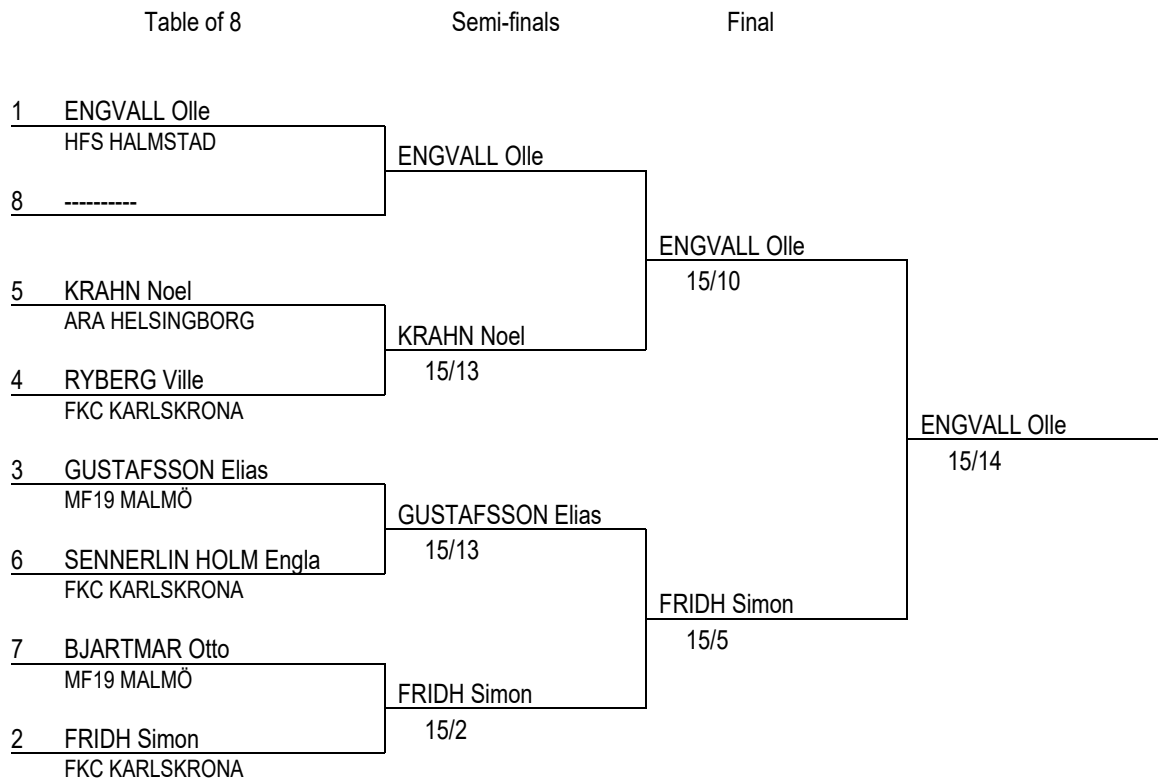 Table of 8 Semi-finals Final
1 ENGVALL Olle
HFS HALMSTAD
ENGVALL Olle
8 ----------
ENGVALL Olle
15/10
5 KRAHN Noel
ARA HELSINGBORG
KRAHN Noel
15/13
4 RYBERG Ville
FKC KARLSKRONA
ENGVALL Olle
15/14
3 GUSTAFSSON Elias
MF19 MALMÖ
GUSTAFSSON Elias
15/13
6 SENNERLIN HOLM Engla
FKC KARLSKRONA
FRIDH Simon
15/5
7 BJARTMAR Otto
MF19 MALMÖ
FRIDH Simon
15/2
2 FRIDH Simon
FKC KARLSKRONA